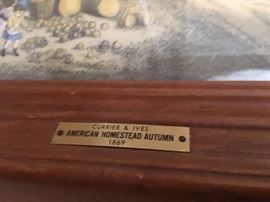 CURRIER & IVES
AMERICAN HOMESTEAD AUTUMN
1869